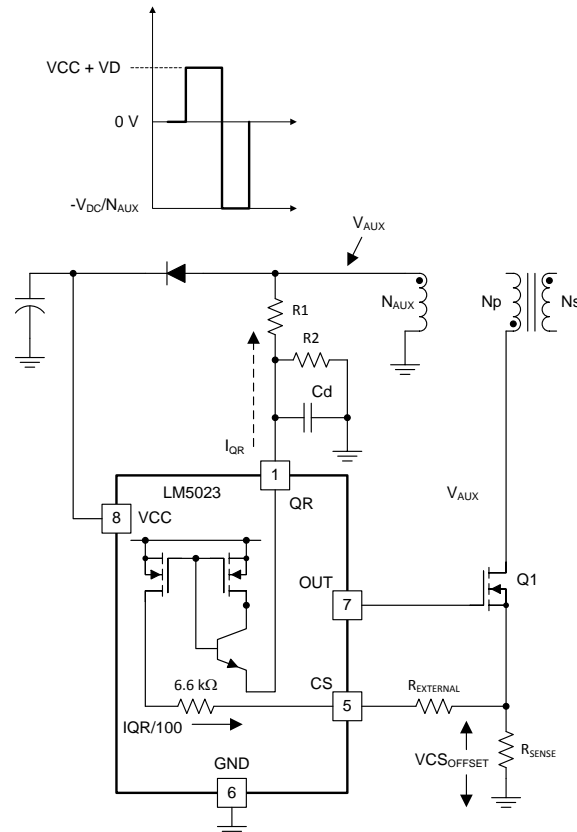 VCC + VD
0 V
-VDC/NAUX
VAUX
R1
NAUX
Np
Ns
R2
Cd
IQR
1
LM5023
QR
VAUX
8
VCC
OUT
7
Q1
6.6 kΩ
CS
5
REXTERNAL
IQR/100
VCSOFFSET
RSENSE
GND
6